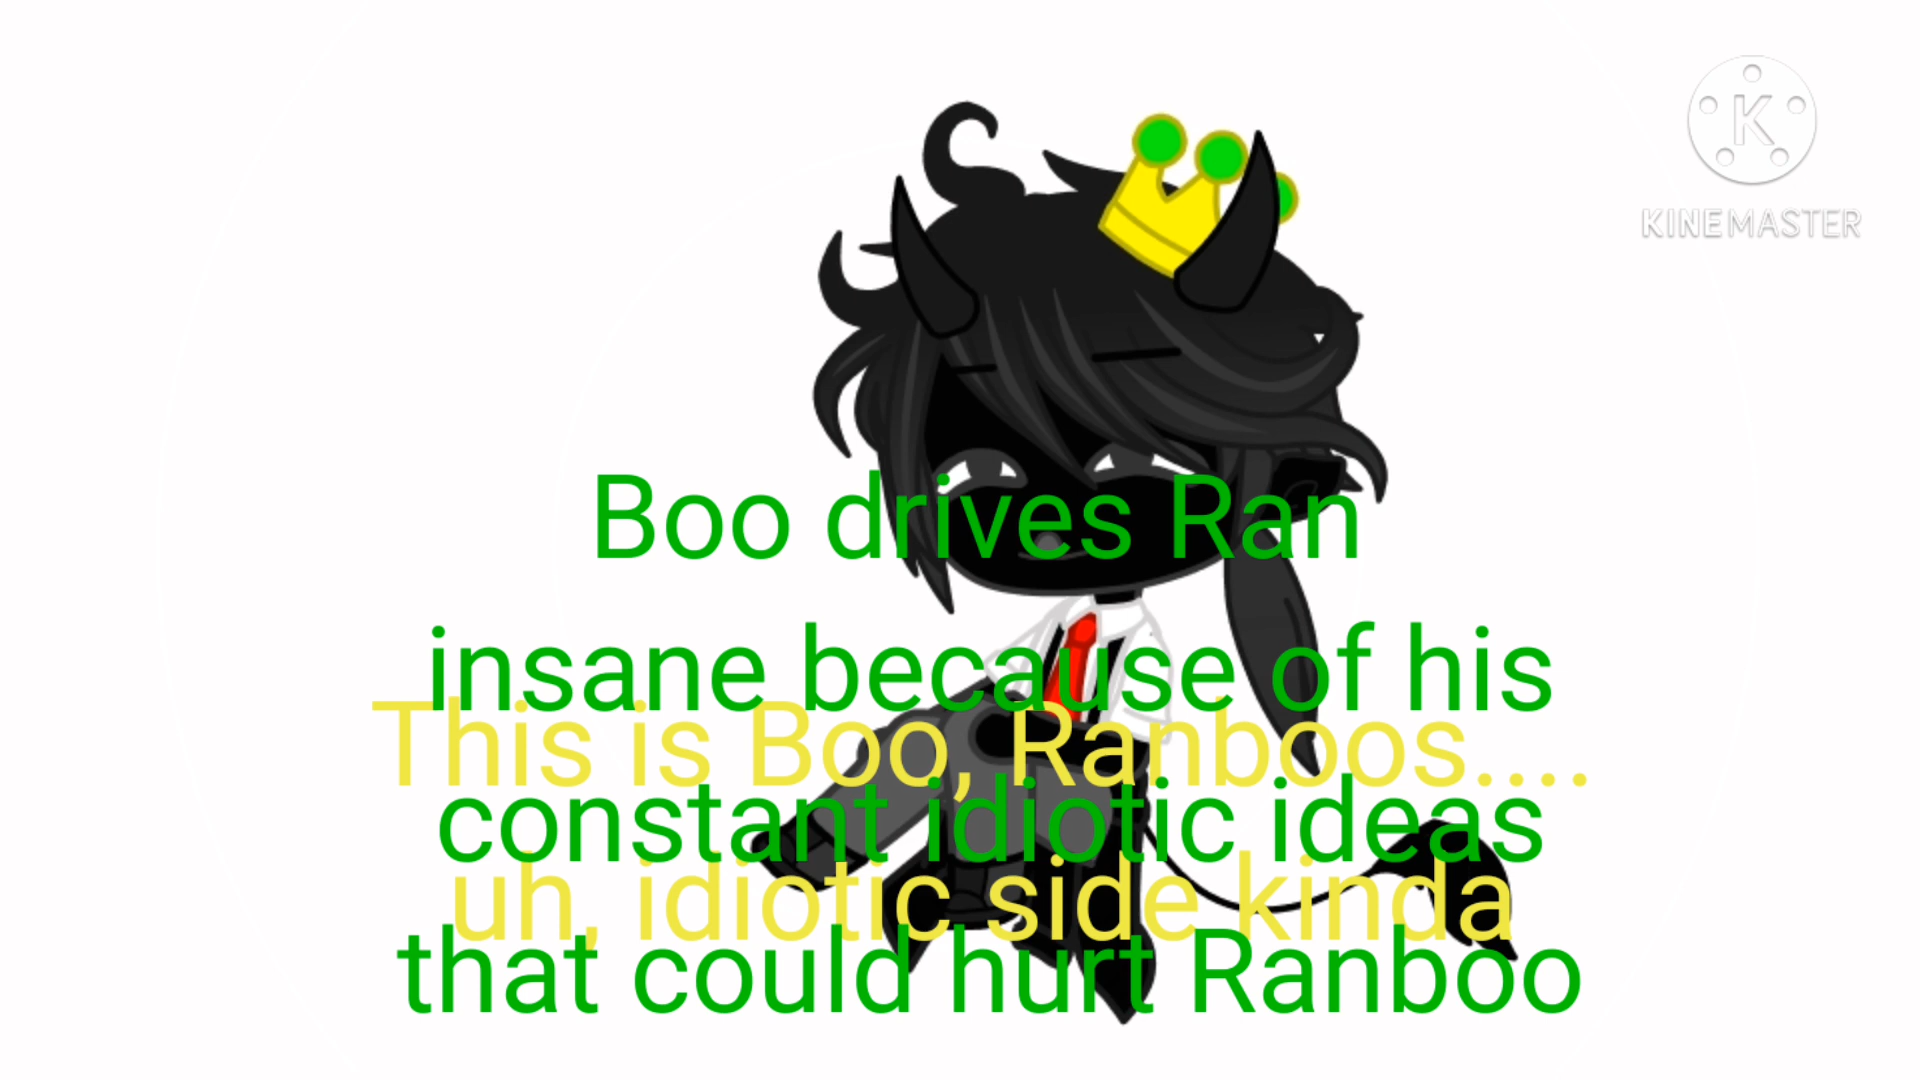 KINEMASTER
Boo drives Ran
insane because of his
This is Boo, Ranboos....
constant idiotic ideas
uh, idiotic side kinda
that could hurt Ranboo